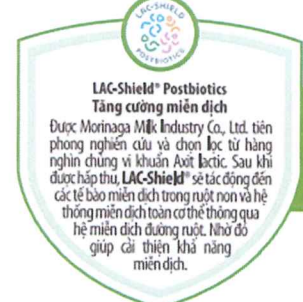 LAC-SHIELD
POSTBIOTICS
LAC-Shield® Postbiotics
Tăng cường miễn dịch
Được Morinaga Milk Industry Co., Ltd. tiên
phong nghiên cứu và chọn lọc từ hàng
nghìn chủng vi khuẩn Axit lactic. Sau khi
được hấp thu, LAC-Shield® sẽ tác động đến
các tế bào miễn dịch trong ruột non và hệ
thống miễn dịch toàn cơ thể thông qua
hệ miễn dịch đường ruột. Nhờ đó
giúp cải thiện khả năng
miễn dịch.